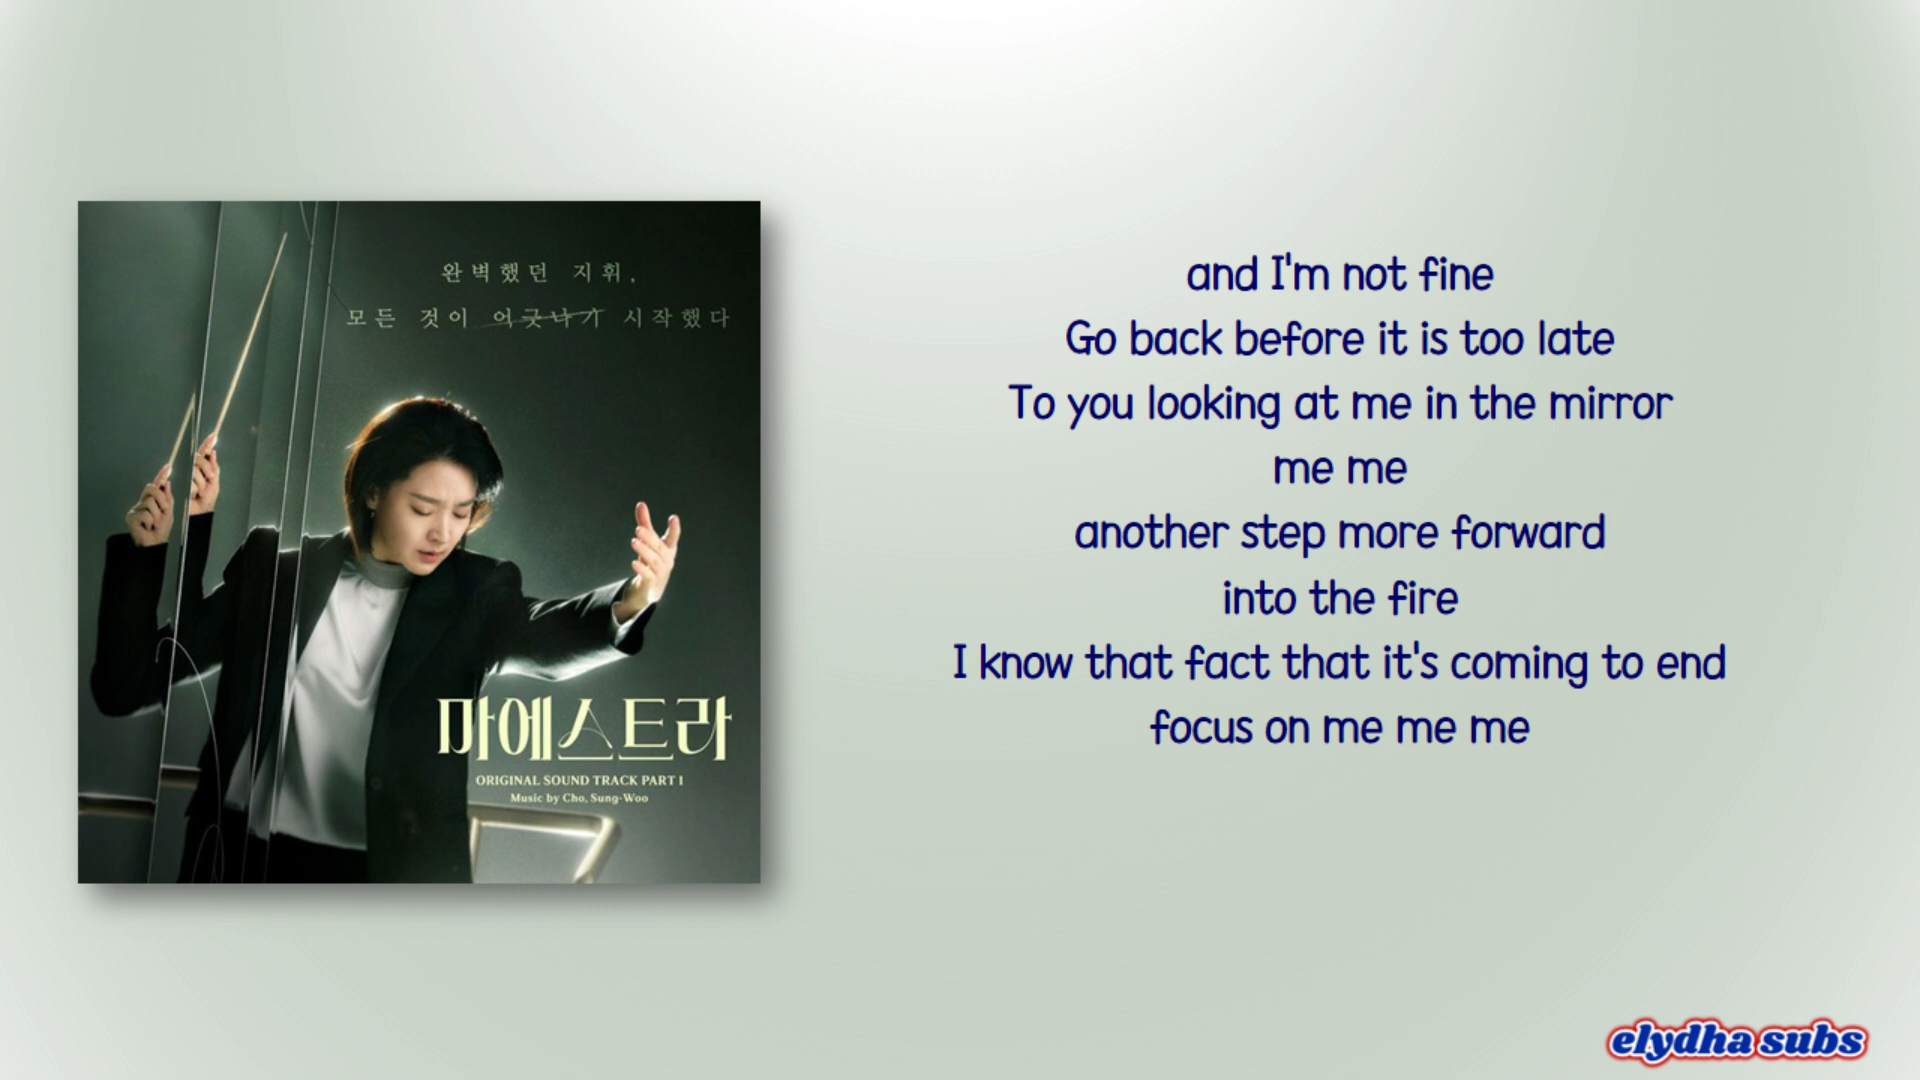 완벽했던 지휘,
모든 것이 어긋나기 시작했다
마에스트라
ORIGINAL SOUND TRACK PART 1
Music by Cho, Sung-Woo
and I'm not fine
Go back before it is too late
To you looking at me in the mirror
me me
another step more forward
into the fire
I know that fact that it's coming to end
focus on me me me
elydha subs